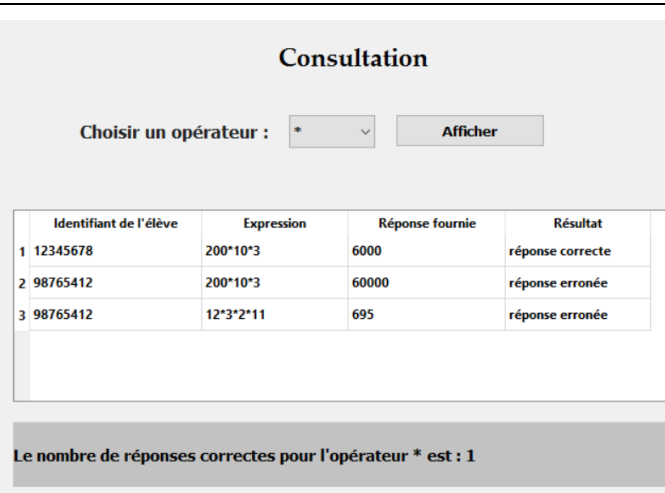 Consultation
Choisir un opérateur : * Afficher
Identifiant de l'élève Expression Réponse fournie Résultat
1 12345678 200*10*3 6000 réponse correcte
2 98765412 200*10*3 60000 réponse erronée
3 98765412 12*3*2*11 695 réponse erronée
Le nombre de réponses correctes pour l'opérateur * est : 1